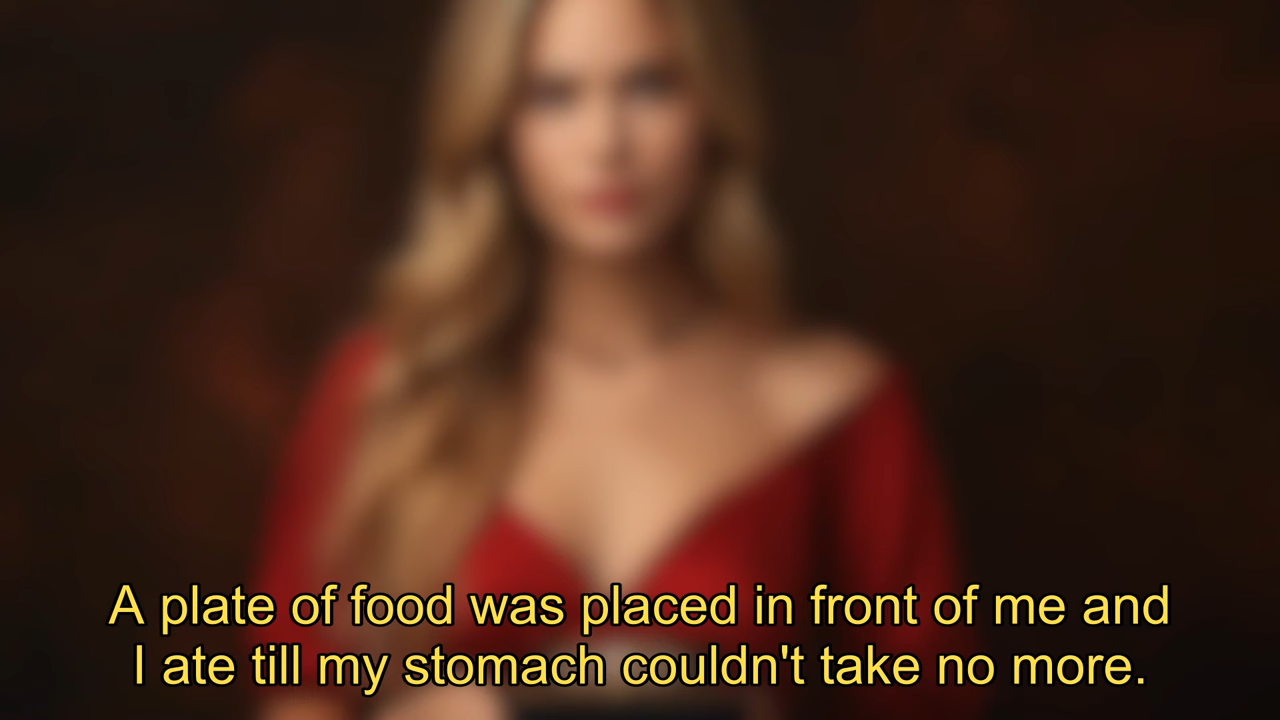 A plate of food was placed in front of me and
I ate till my stomach couldn't take no more.